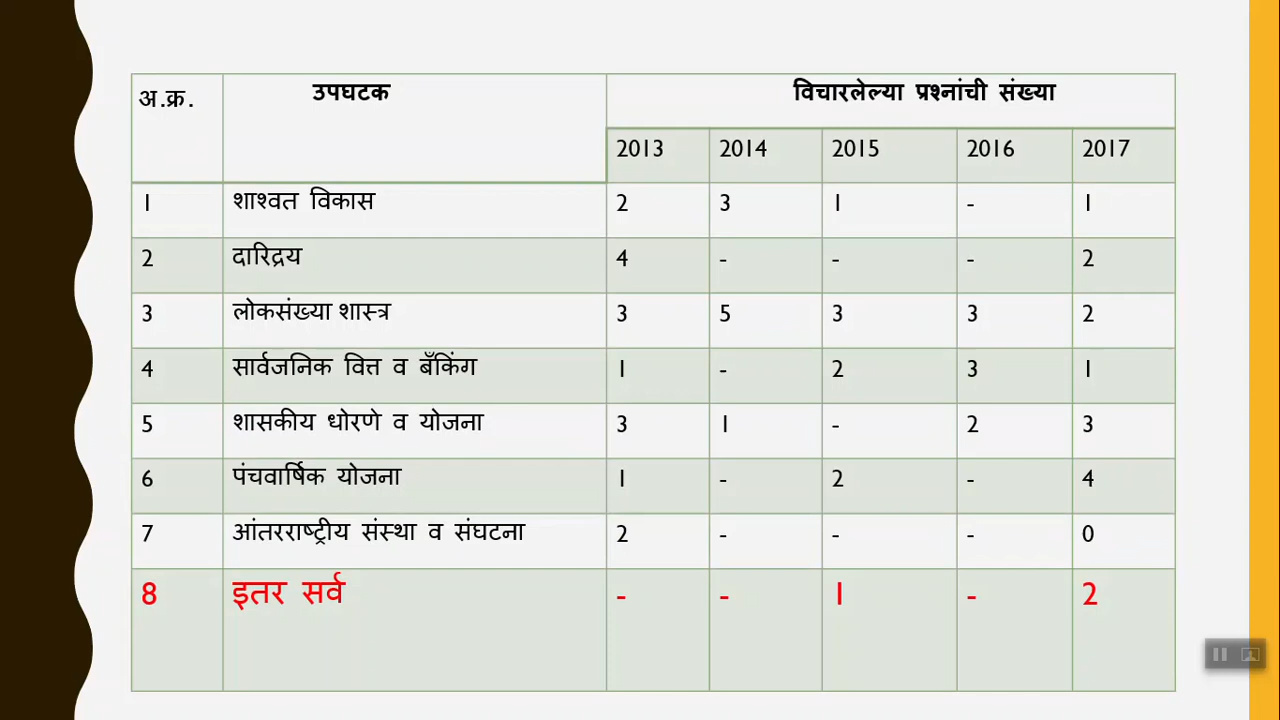 अ.क्र. उपघटक विचारलेल्या प्रश्नांची संख्या
2013 2014 2015 2016 2017
1 शाश्वत विकास 2 3 1 - 1
2 दारिद्रय 4 - - - 2
3 लोकसंख्या शास्त्र 3 5 3 3 2
4 सार्वजनिक वित्त व बँकिंग 1 - 2 3 1
5 शासकीय धोरणे व योजना 3 1 - 2 3
6 पंचवार्षिक योजना 1 - 2 - 4
7 आंतरराष्ट्रीय संस्था व संघटना 2 - - - 0
8 इतर सर्व - - 1 - 2